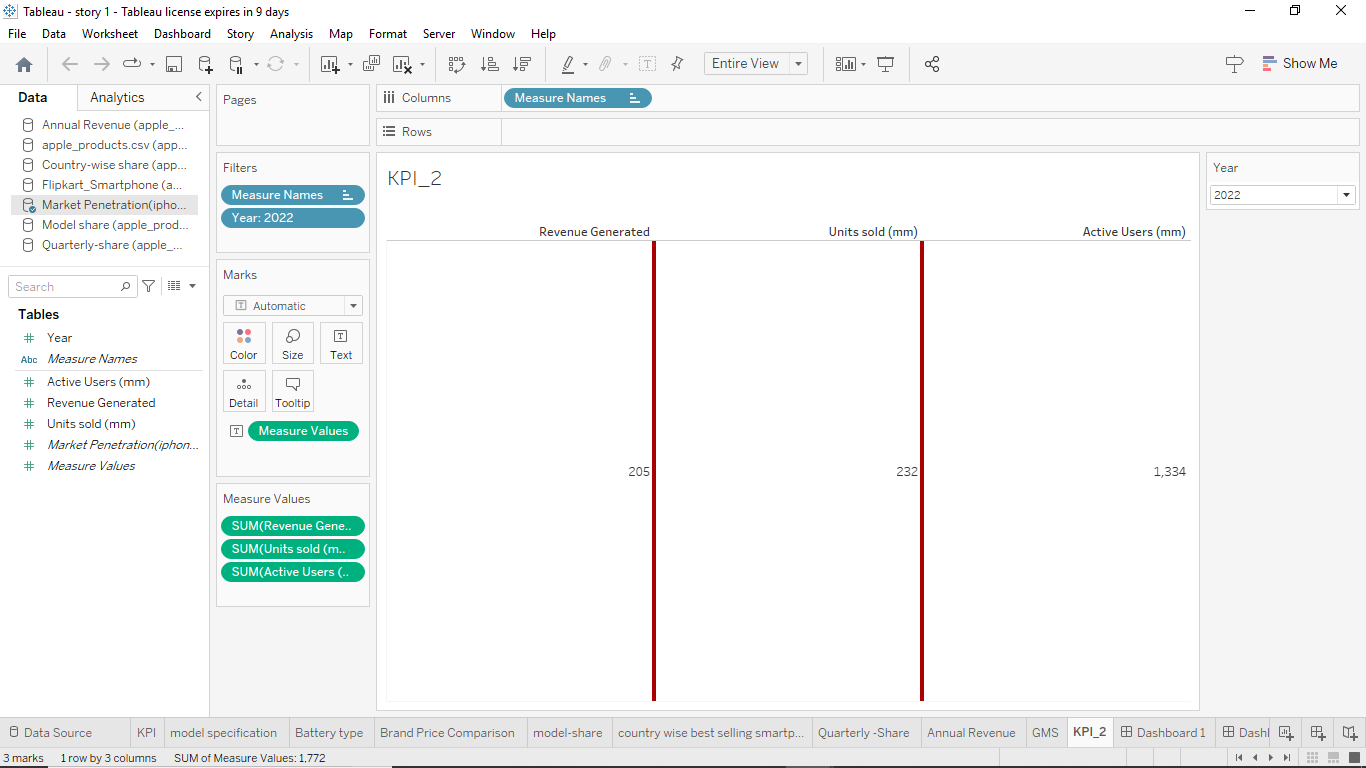 Tableau - story 1 - Tableau license expires in 9 days
File Data Worksheet Dashboard Story Analysis Map Format Server Window Help
Entire View
Show Me
Data Analytics
Annual Revenue (apple_...
apple_products.csv (app...
Country-wise share (app...
Flipkart_Smartphone (a...
Market Penetration(ipho...
Model share (apple_prod...
Quarterly-share (apple_...
Search
Tables
Year
Abc Measure Names
Active Users (mm)
Revenue Generated
Units sold (mm)
Market Penetration(iphon...
Measure Values
Pages
Filters
Measure Names
Year: 2022
Marks
T Automatic
Color Size T Text
Detail Tooltip
T Measure Values
Measure Values
SUM(Revenue Gene..
SUM(Units sold (m..
SUM(Active Users (..
Columns Measure Names
Rows
KPI_2
Revenue Generated Units sold (mm) Active Users (mm)
205 232 1,334
Year
2022
Data Source KPI model specification Battery type Brand Price Comparison model-share country wise best selling smartp... Quarterly -Share Annual Revenue GMS KPI_2 Dashboard 1 Dashl
3 marks 1 row by 3 columns SUM of Measure Values: 1,772